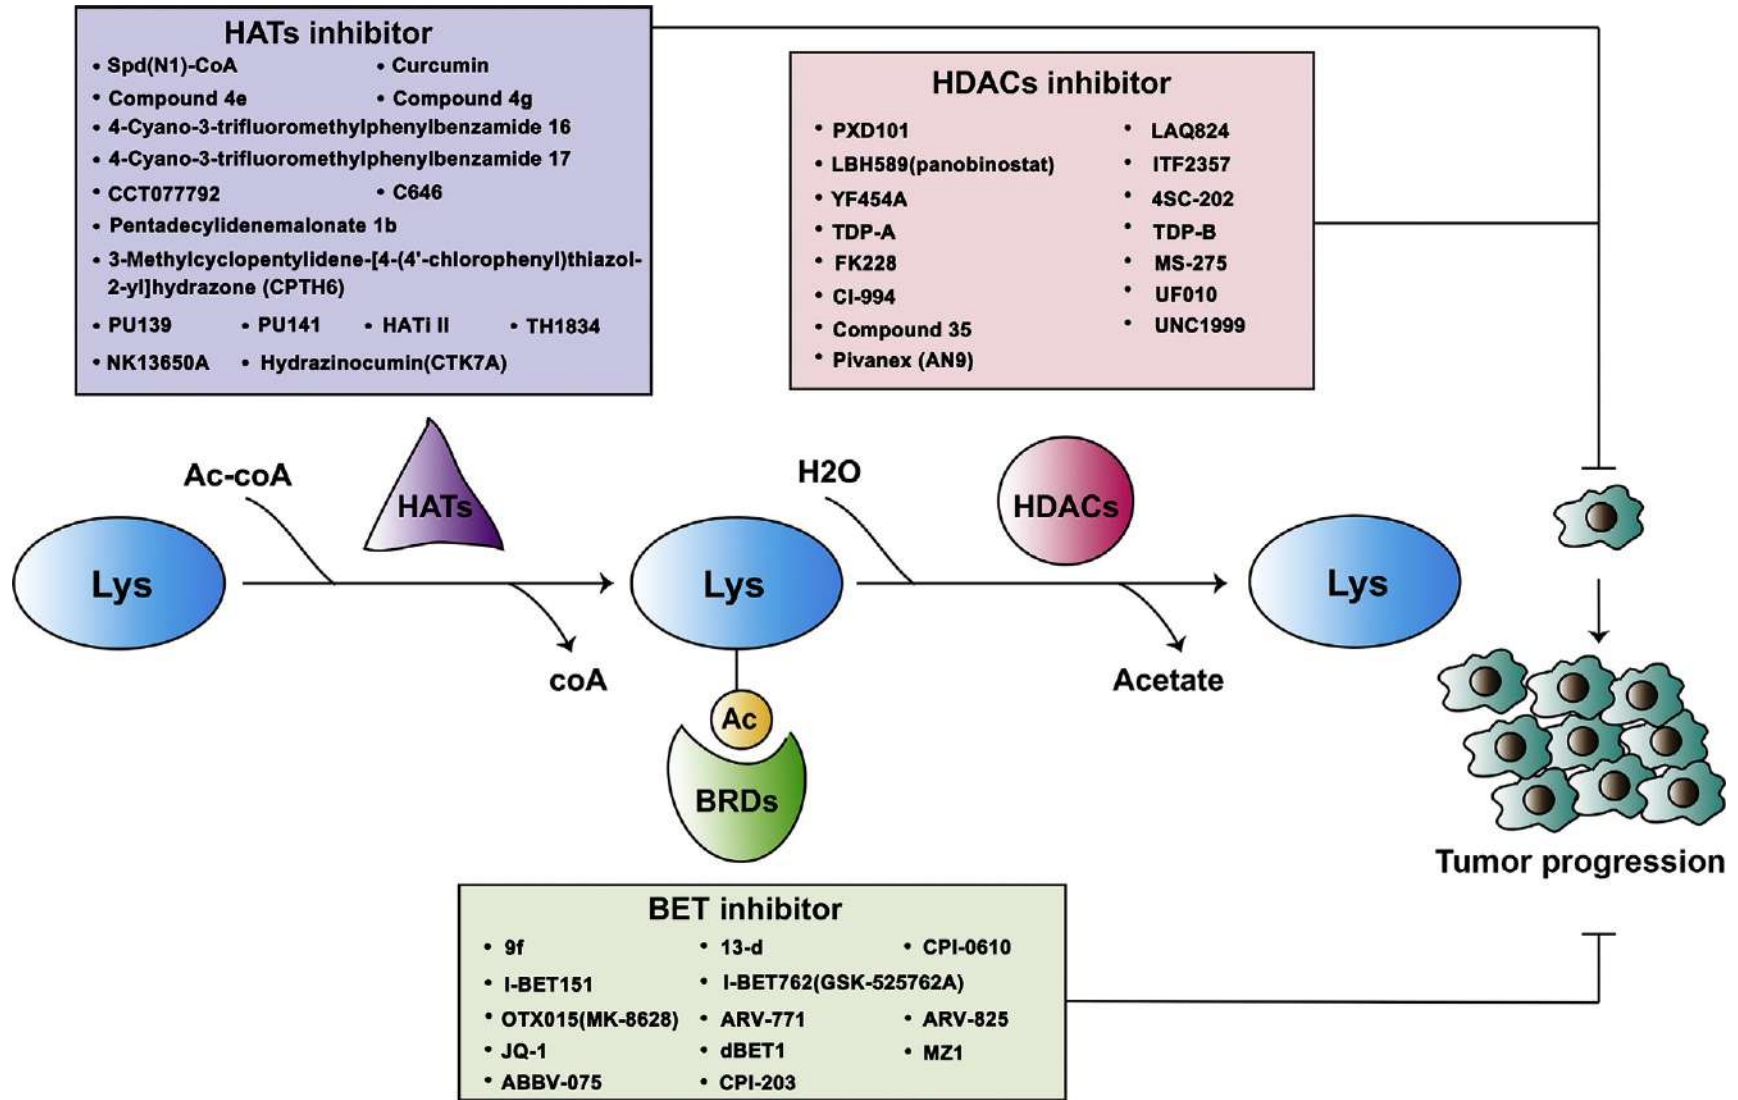 HATs inhibitor
• Spd(N1)-CoA • Curcumin
• Compound 4e • Compound 4g
• 4-Cyano-3-trifluoromethylphenylbenzamide 16
• 4-Cyano-3-trifluoromethylphenylbenzamide 17
• CCT077792 • C646
• Pentadecylidenemalonate 1b
• 3-Methylcyclopentylidene-[4-(4'-chlorophenyl)thiazol-
2-yl]hydrazone (CPTH6)
• PU139 • PU141 • HATi II • TH1834
• NK13650A • Hydrazinocumin(CTK7A)
HDACs inhibitor
• PXD101 • LAQ824
• LBH589(panobinostat) • ITF2357
• YF454A • 4SC-202
• TDP-A • TDP-B
• FK228 • MS-275
• CI-994 • UF010
• Compound 35 • UNC1999
• Pivanex (AN9)
Ac-coA
HATs
H2O
HDACs
Lys
Lys
Lys
coA
Acetate
Ac
BRDs
Tumor progression
BET inhibitor
• 9f • 13-d • CPI-0610
• I-BET151 • I-BET762(GSK-525762A)
• OTX015(MK-8628) • ARV-771 • ARV-825
• JQ-1 • dBET1 • MZ1
• ABBV-075 • CPI-203